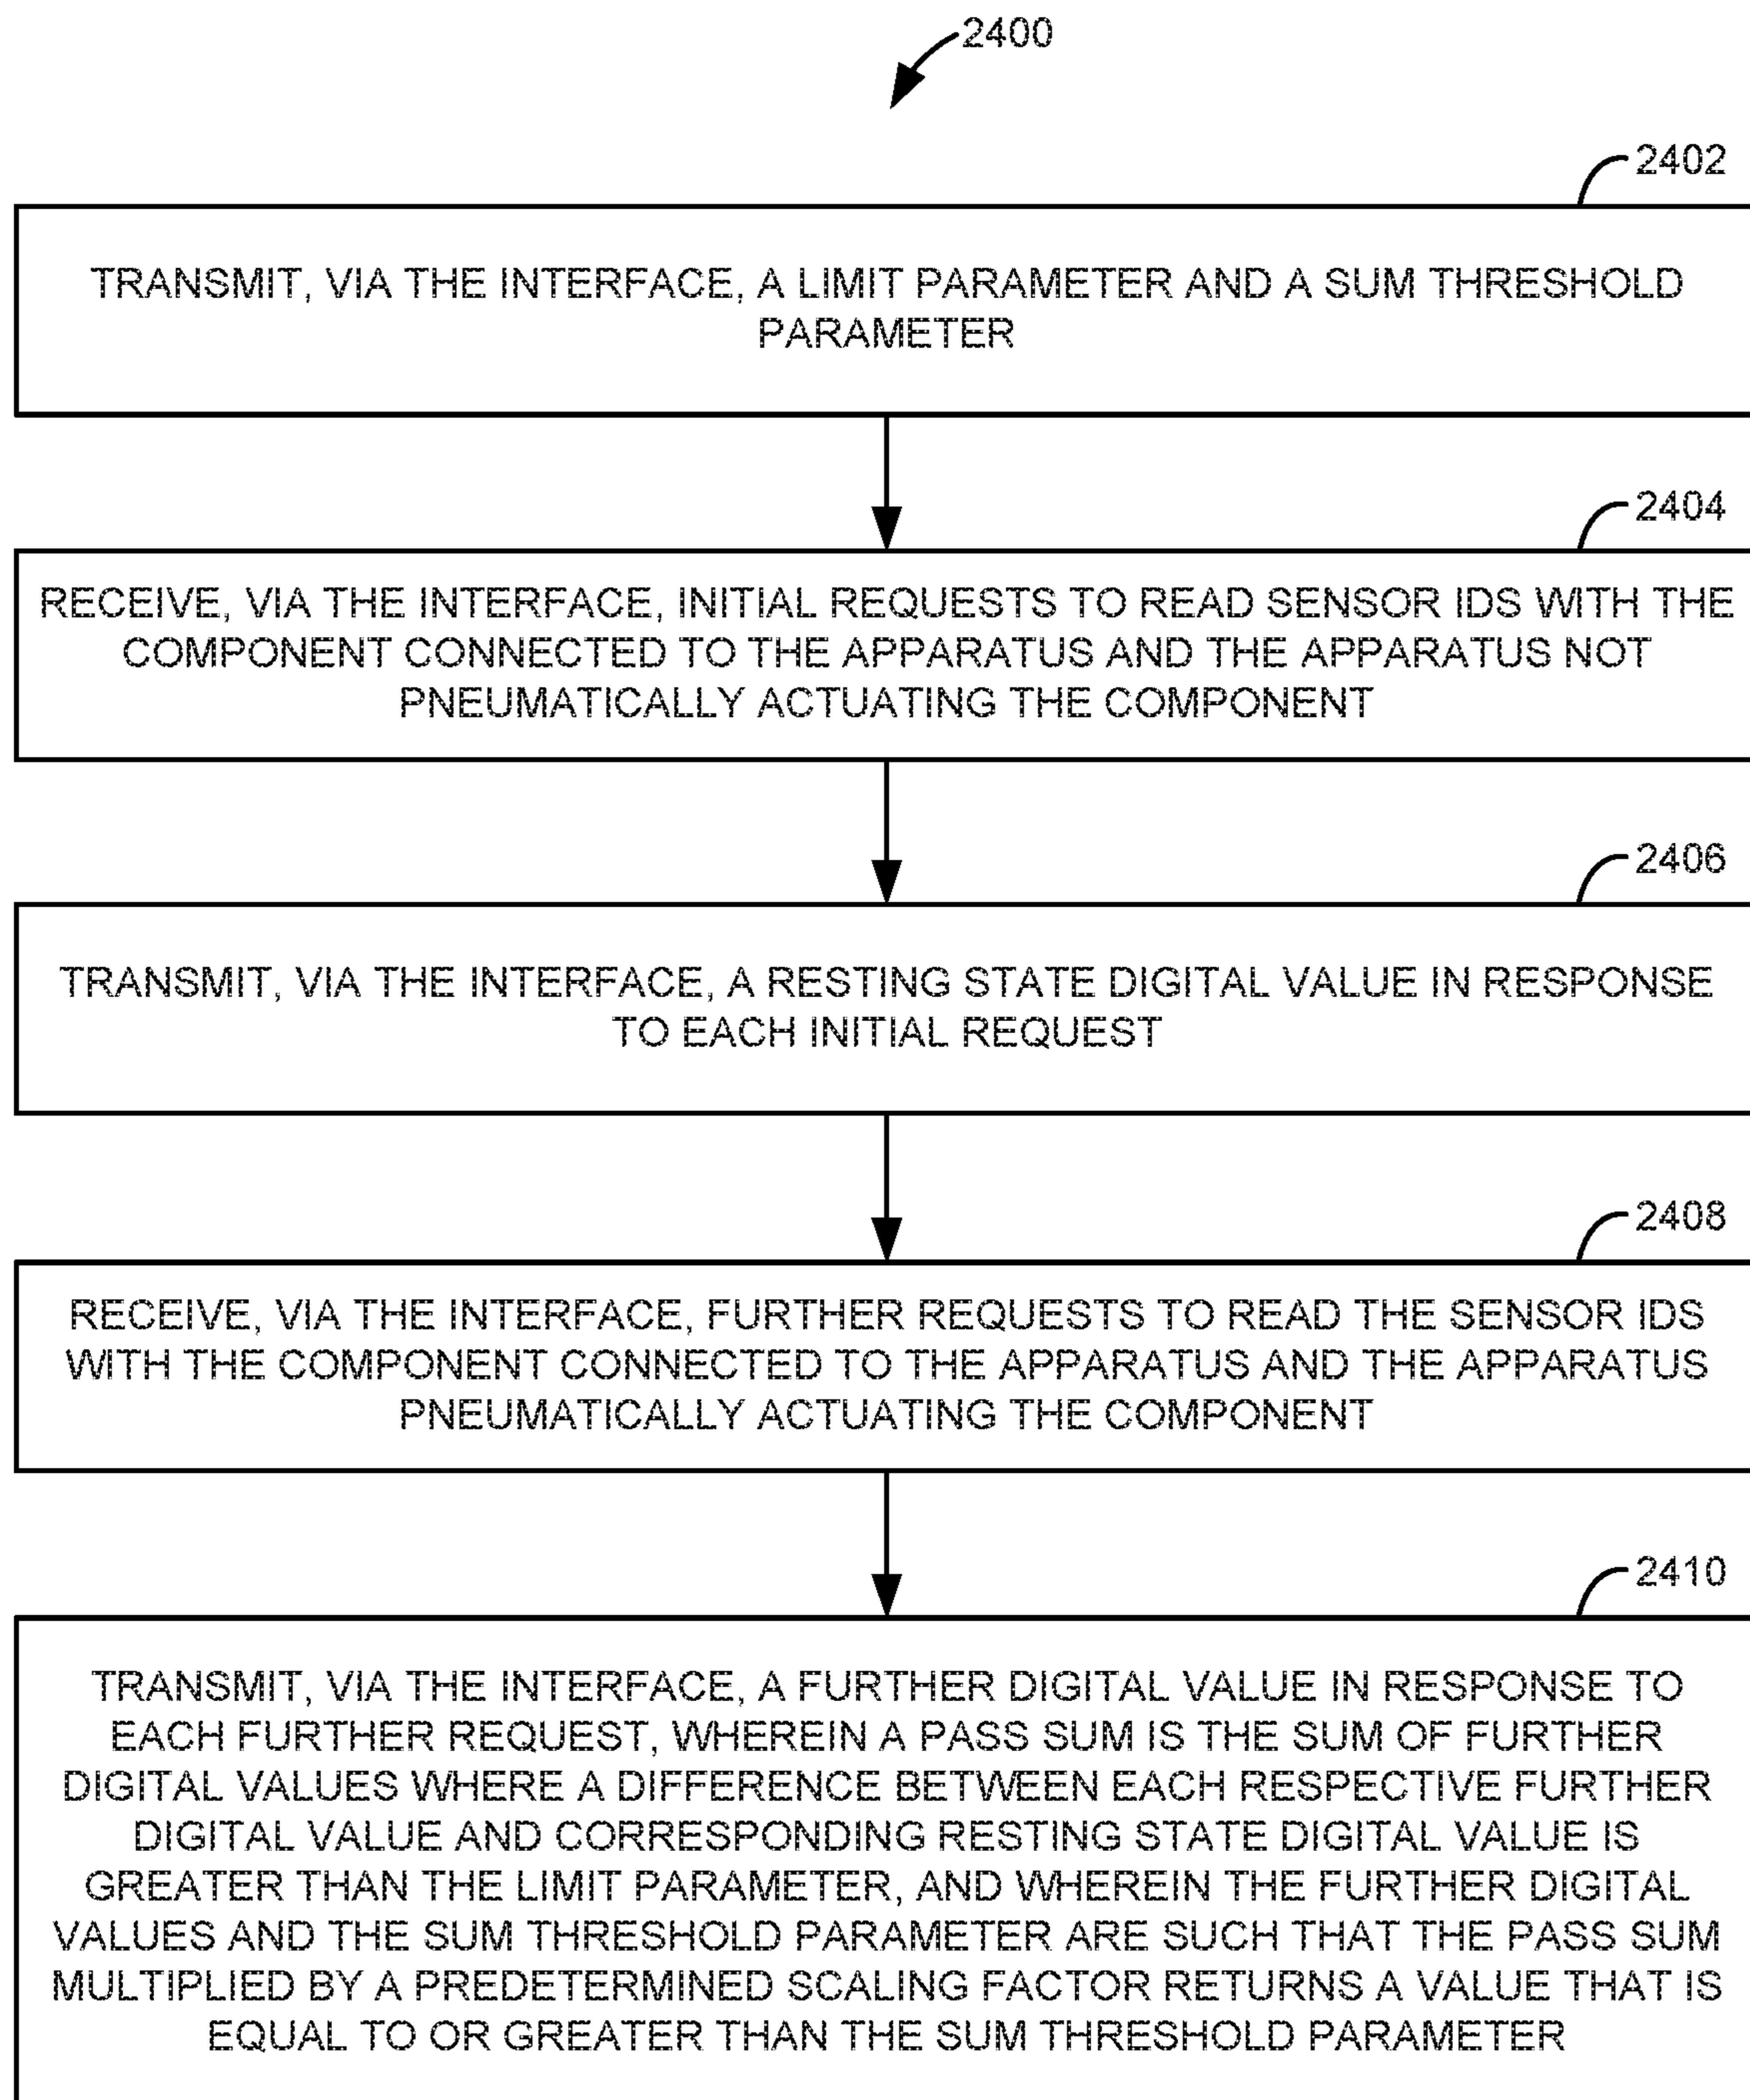 2400
2402
TRANSMIT, VIA THE INTERFACE, A LIMIT PARAMETER AND A SUM THRESHOLD
PARAMETER
2404
RECEIVE, VIA THE INTERFACE, INITIAL REQUESTS TO READ SENSOR IDS WITH THE
COMPONENT CONNECTED TO THE APPARATUS AND THE APPARATUS NOT
PNEUMATICALLY ACTUATING THE COMPONENT
2406
TRANSMIT, VIA THE INTERFACE, A RESTING STATE DIGITAL VALUE IN RESPONSE
TO EACH INITIAL REQUEST
2408
RECEIVE, VIA THE INTERFACE, FURTHER REQUESTS TO READ THE SENSOR IDS
WITH THE COMPONENT CONNECTED TO THE APPARATUS AND THE APPARATUS
PNEUMATICALLY ACTUATING THE COMPONENT
2410
TRANSMIT, VIA THE INTERFACE, A FURTHER DIGITAL VALUE IN RESPONSE TO
EACH FURTHER REQUEST, WHEREIN A PASS SUM IS THE SUM OF FURTHER
DIGITAL VALUES WHERE A DIFFERENCE BETWEEN EACH RESPECTIVE FURTHER
DIGITAL VALUE AND CORRESPONDING RESTING STATE DIGITAL VALUE IS
GREATER THAN THE LIMIT PARAMETER, AND WHEREIN THE FURTHER DIGITAL
VALUES AND THE SUM THRESHOLD PARAMETER ARE SUCH THAT THE PASS SUM
MULTIPLIED BY A PREDETERMINED SCALING FACTOR RETURNS A VALUE THAT IS
EQUAL TO OR GREATER THAN THE SUM THRESHOLD PARAMETER